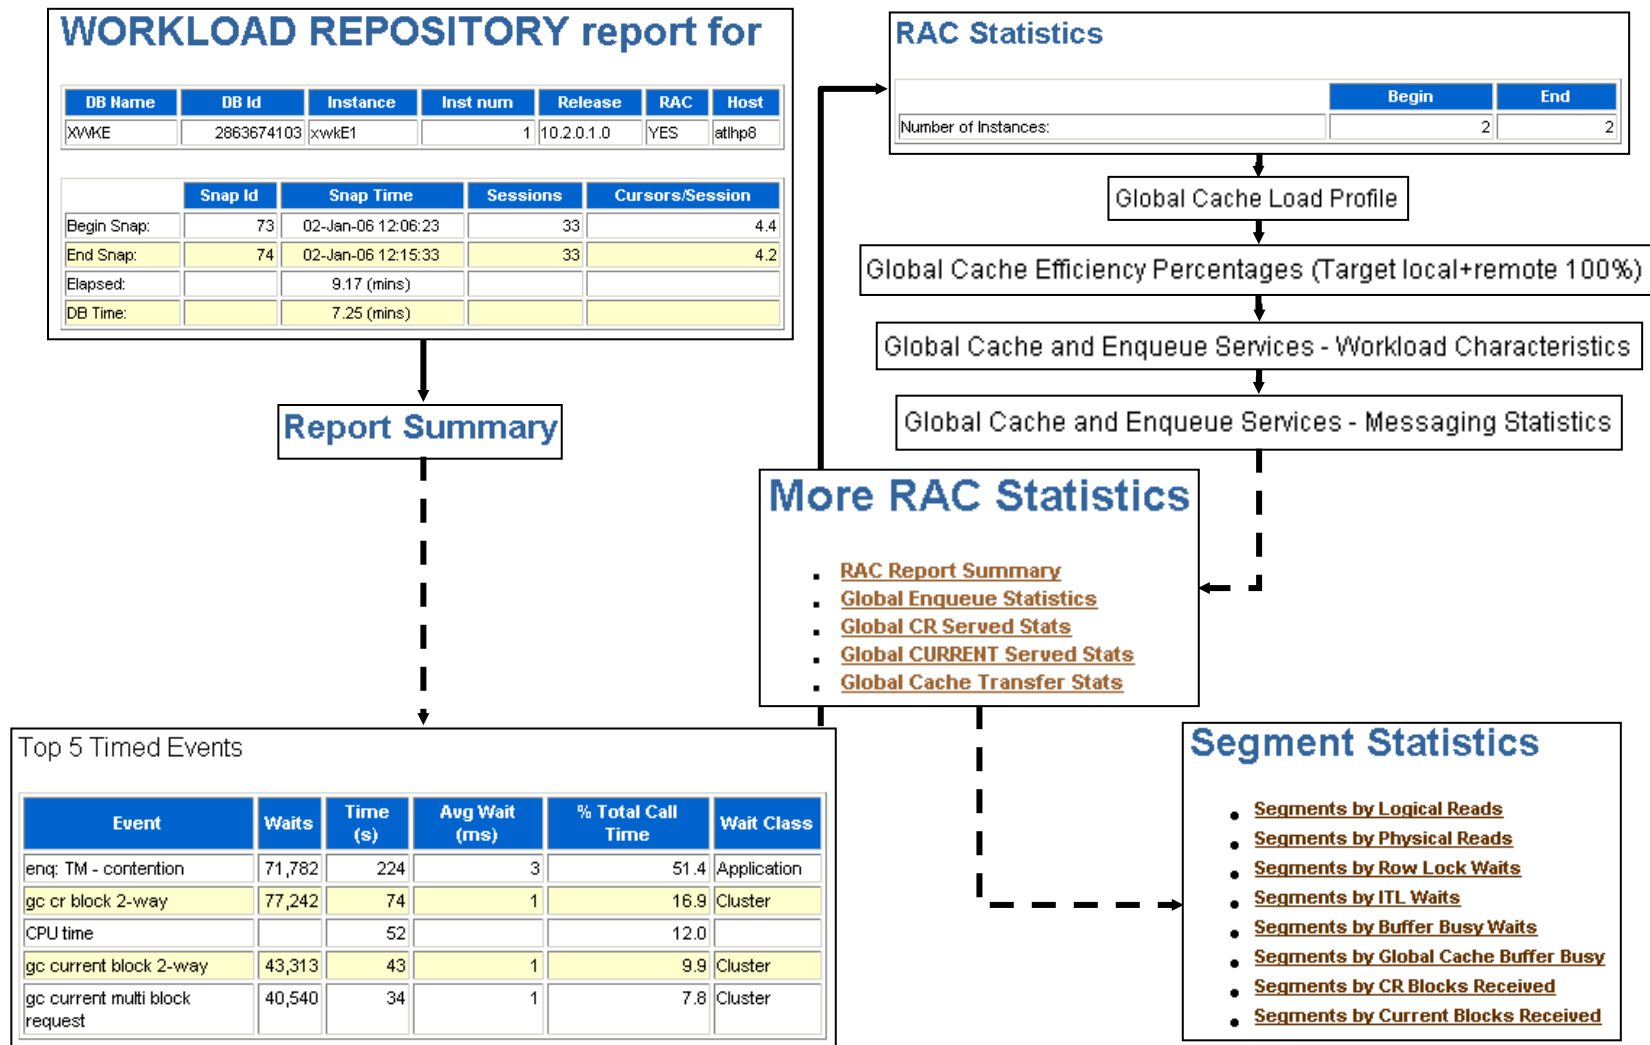 WORKLOAD REPOSITORY report for
DB Name DB Id Instance Inst num Release RAC Host
XWKE 2863674103 xwkE1 1 10.2.0.1.0 YES atlhp8
Snap Id Snap Time Sessions Cursors/Session
Begin Snap: 73 02-Jan-06 12:06:23 33 4.4
End Snap: 74 02-Jan-06 12:15:33 33 4.2
Elapsed: 9.17 (mins)
DB Time: 7.25 (mins)
Report Summary
Top 5 Timed Events
Event Waits Time (s) Avg Wait (ms) % Total Call Time Wait Class
enq: TM - contention 71,782 224 3 51.4 Application
gc cr block 2-way 77,242 74 1 16.9 Cluster
CPU time 52 12.0
gc current block 2-way 43,313 43 1 9.9 Cluster
gc current multi block request 40,540 34 1 7.8 Cluster
RAC Statistics
Begin End
Number of Instances: 2 2
Global Cache Load Profile
Global Cache Efficiency Percentages (Target local+remote 100%)
Global Cache and Enqueue Services - Workload Characteristics
Global Cache and Enqueue Services - Messaging Statistics
More RAC Statistics
RAC Report Summary
Global Enqueue Statistics
Global CR Served Stats
Global CURRENT Served Stats
Global Cache Transfer Stats
Segment Statistics
Segments by Logical Reads
Segments by Physical Reads
Segments by Row Lock Waits
Segments by ITL Waits
Segments by Buffer Busy Waits
Segments by Global Cache Buffer Busy
Segments by CR Blocks Received
Segments by Current Blocks Received